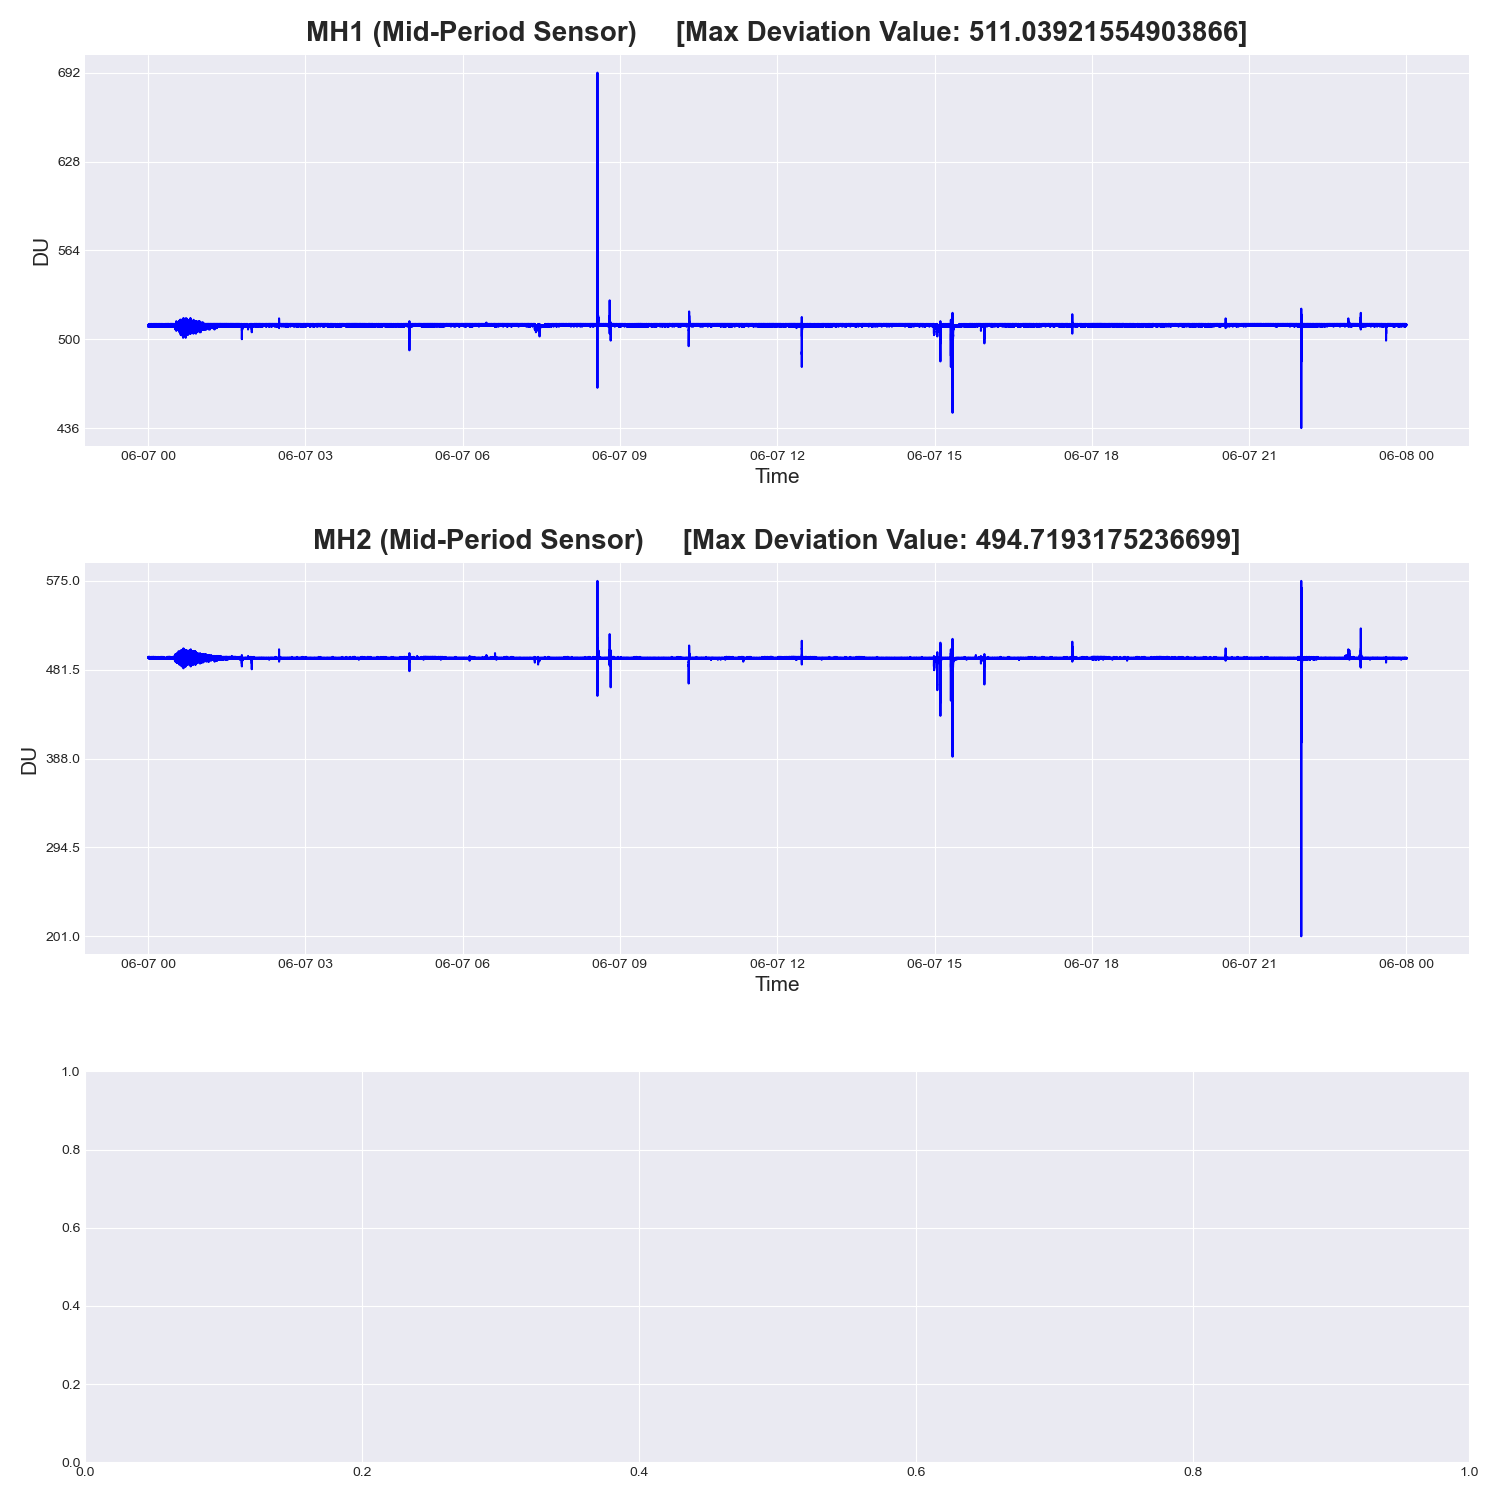 MH1 (Mid-Period Sensor) [Max Deviation Value: 511.03921554903866]
692
628
564
500
436
DU
06-07 00 06-07 03 06-07 06 06-07 09 06-07 12 06-07 15 06-07 18 06-07 21 06-08 00
Time
MH2 (Mid-Period Sensor) [Max Deviation Value: 494.7193175236699]
575.0
481.5
388.0
294.5
201.0
DU
06-07 00 06-07 03 06-07 06 06-07 09 06-07 12 06-07 15 06-07 18 06-07 21 06-08 00
Time
1.0
0.8
0.6
0.4
0.2
0.0
0.0 0.2 0.4 0.6 0.8 1.0